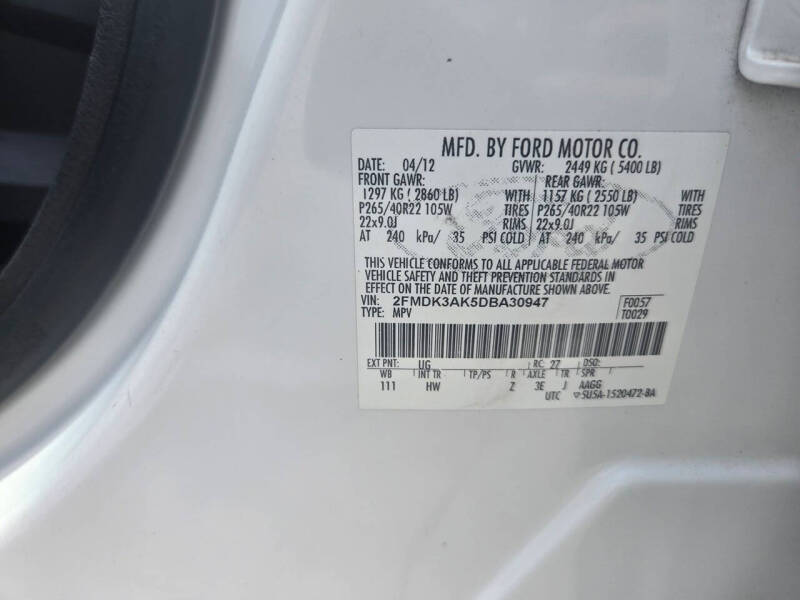 MFD. BY FORD MOTOR CO.
DATE: 04/12 GVWR: 2449 KG ( 5400 LB)
FRONT GAWR: REAR GAWR:
1297 KG ( 2860 LB) WITH 1157 KG ( 2550 LB) WITH
P265/40R22 105W TIRES P265/40R22 105W TIRES
22x9.0J RIMS 22x9.0J RIMS
AT 240 kPa/ 35 PSI COLD AT 240 kPa/ 35 PSI COLD
THIS VEHICLE CONFORMS TO ALL APPLICABLE FEDERAL MOTOR
VEHICLE SAFETY AND THEFT PREVENTION STANDARDS IN
EFFECT ON THE DATE OF MANUFACTURE SHOWN ABOVE.
VIN: 2FMDK3AK5DBA30947 F0057
TYPE: MPV T0029
EXT PNT: UG RC: 27 DSO:
WB INT TR TP/PS R AXLE TR SPR
111 HW Z 3E J AAGG
UTC ▽5U5A-1520472-BA